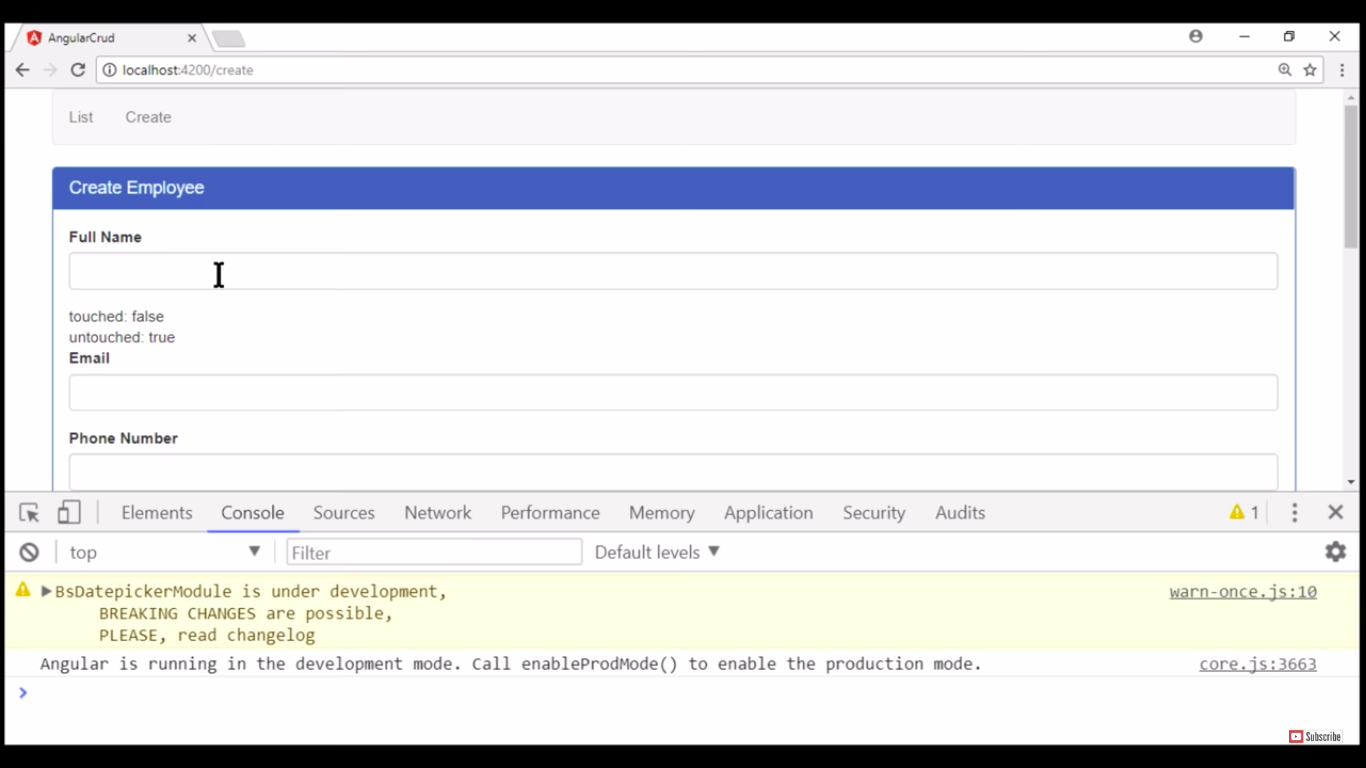 AngularCrud
localhost:4200/create
List Create
Create Employee
Full Name
touched: false
untouched: true
Email
Phone Number
Elements Console Sources Network Performance Memory Application Security Audits 1
top Filter Default levels
BsDatepickerModule is under development, warn-once.js:10
BREAKING CHANGES are possible,
PLEASE, read changelog
Angular is running in the development mode. Call enableProdMode() to enable the production mode. core.js:3663
Subscribe